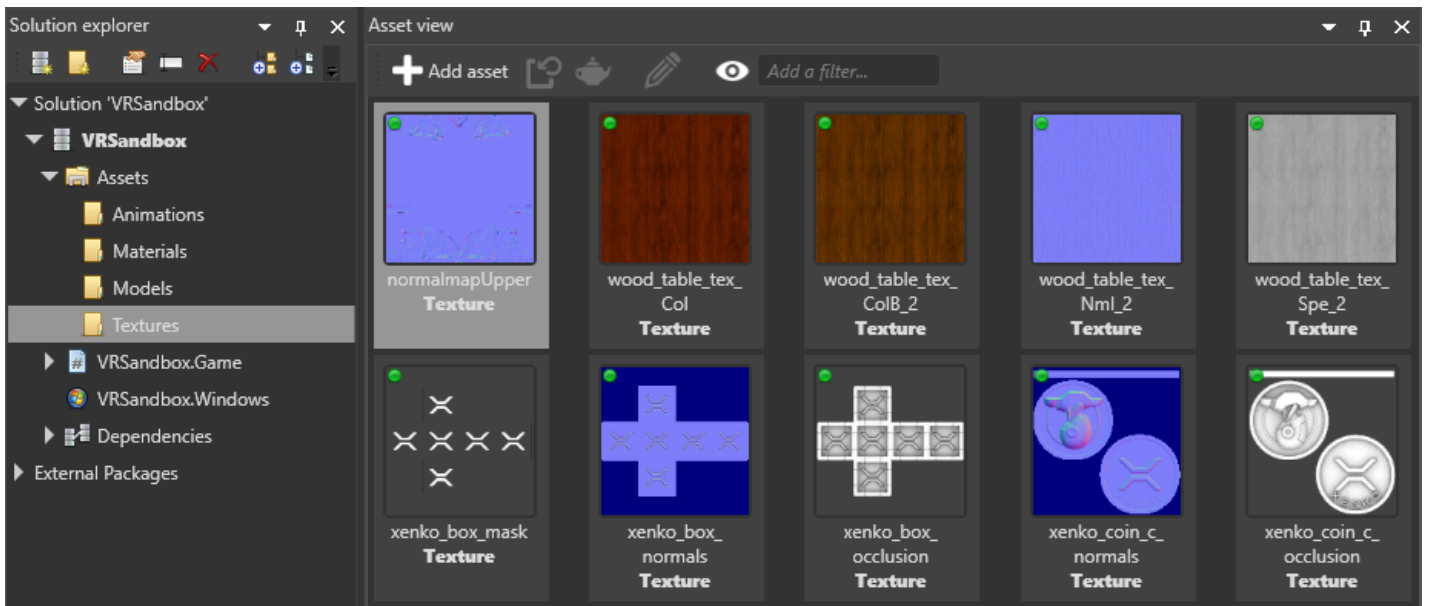 Solution explorer
Asset view
Add asset
Add a filter...
Solution 'VRSandbox'
VRSandbox
Assets
Animations
Materials
Models
Textures
VRSandbox.Game
VRSandbox.Windows
Dependencies
External Packages
normalmapUpper
Texture
wood_table_tex_
Col
Texture
wood_table_tex_
ColB_2
Texture
wood_table_tex_
Nml_2
Texture
wood_table_tex_
Spe_2
Texture
xenko_box_mask
Texture
xenko_box_
normals
Texture
xenko_box_
occlusion
Texture
xenko_coin_c_
normals
Texture
xenko_coin_c_
occlusion
Texture